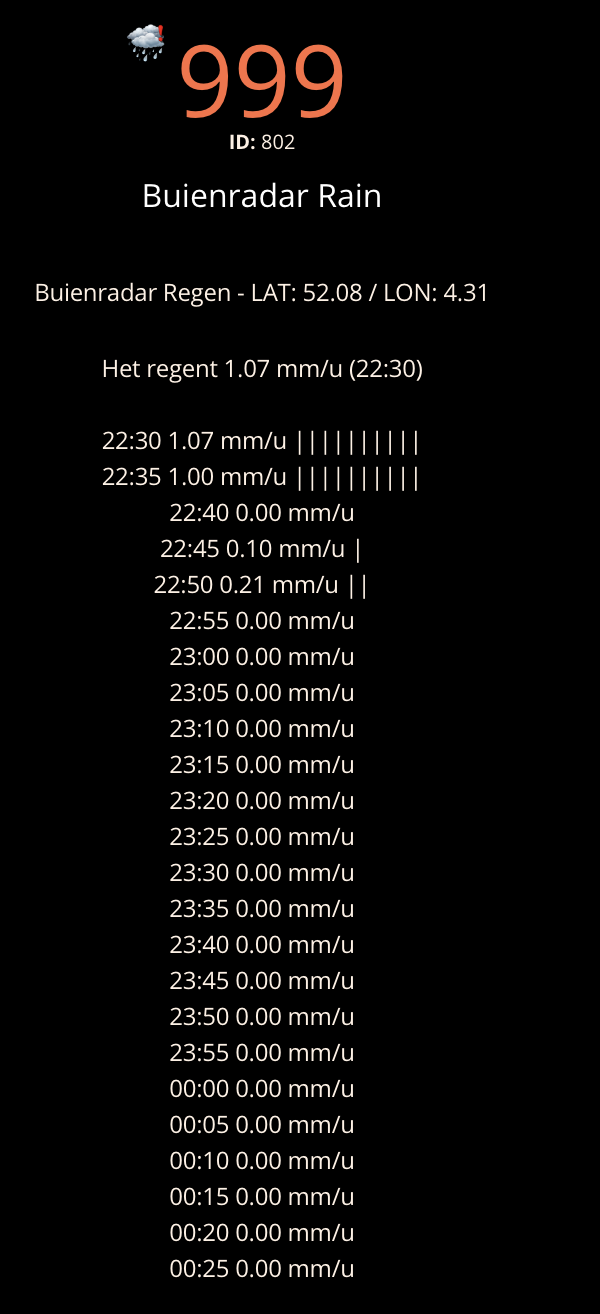 999
ID: 802
Buienradar Rain
Buienradar Regen - LAT: 52.08 / LON: 4.31
Het regent 1.07 mm/u (22:30)
22:30 1.07 mm/u ||||||||||
22:35 1.00 mm/u ||||||||||
22:40 0.00 mm/u
22:45 0.10 mm/u |
22:50 0.21 mm/u ||
22:55 0.00 mm/u
23:00 0.00 mm/u
23:05 0.00 mm/u
23:10 0.00 mm/u
23:15 0.00 mm/u
23:20 0.00 mm/u
23:25 0.00 mm/u
23:30 0.00 mm/u
23:35 0.00 mm/u
23:40 0.00 mm/u
23:45 0.00 mm/u
23:50 0.00 mm/u
23:55 0.00 mm/u
00:00 0.00 mm/u
00:05 0.00 mm/u
00:10 0.00 mm/u
00:15 0.00 mm/u
00:20 0.00 mm/u
00:25 0.00 mm/u